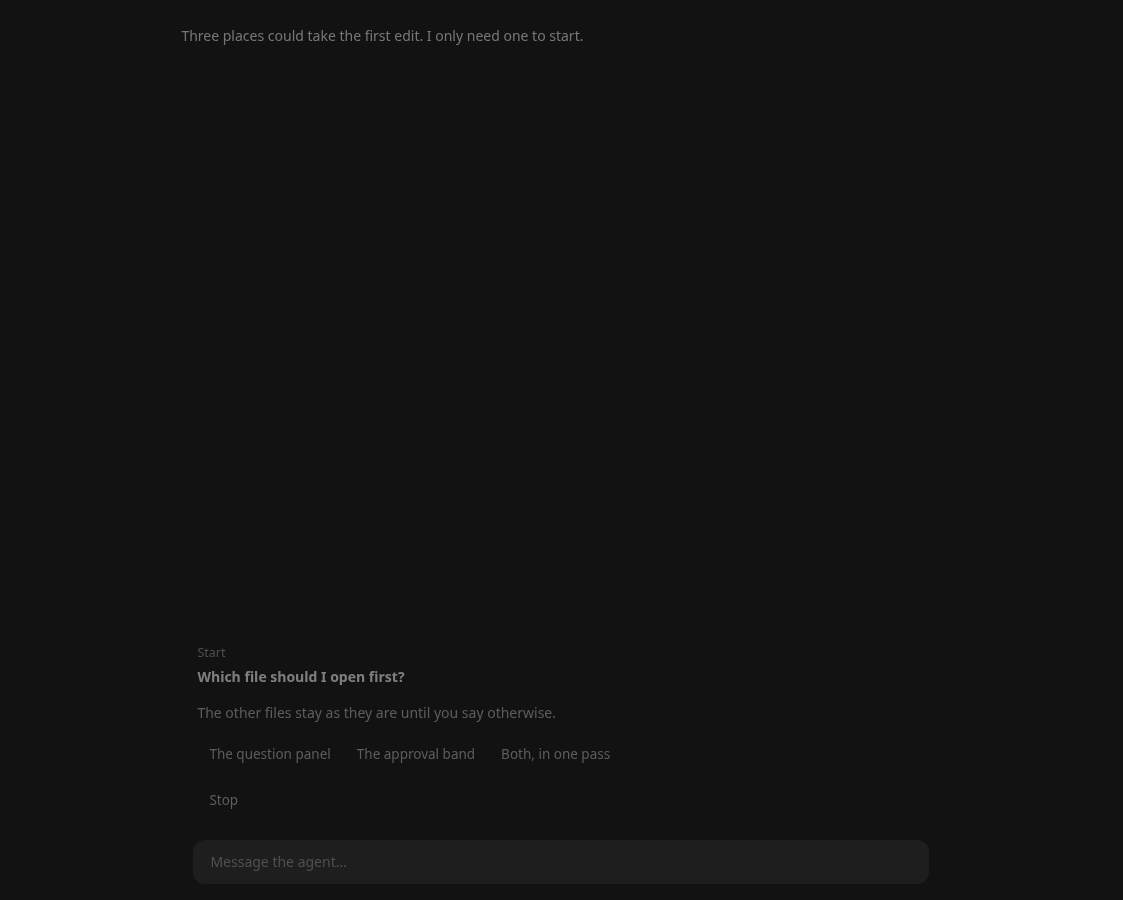 Three places could take the first edit. I only need one to start.
Start
Which file should I open first?
The other files stay as they are until you say otherwise.
The question panel The approval band Both, in one pass
Stop
Message the agent...